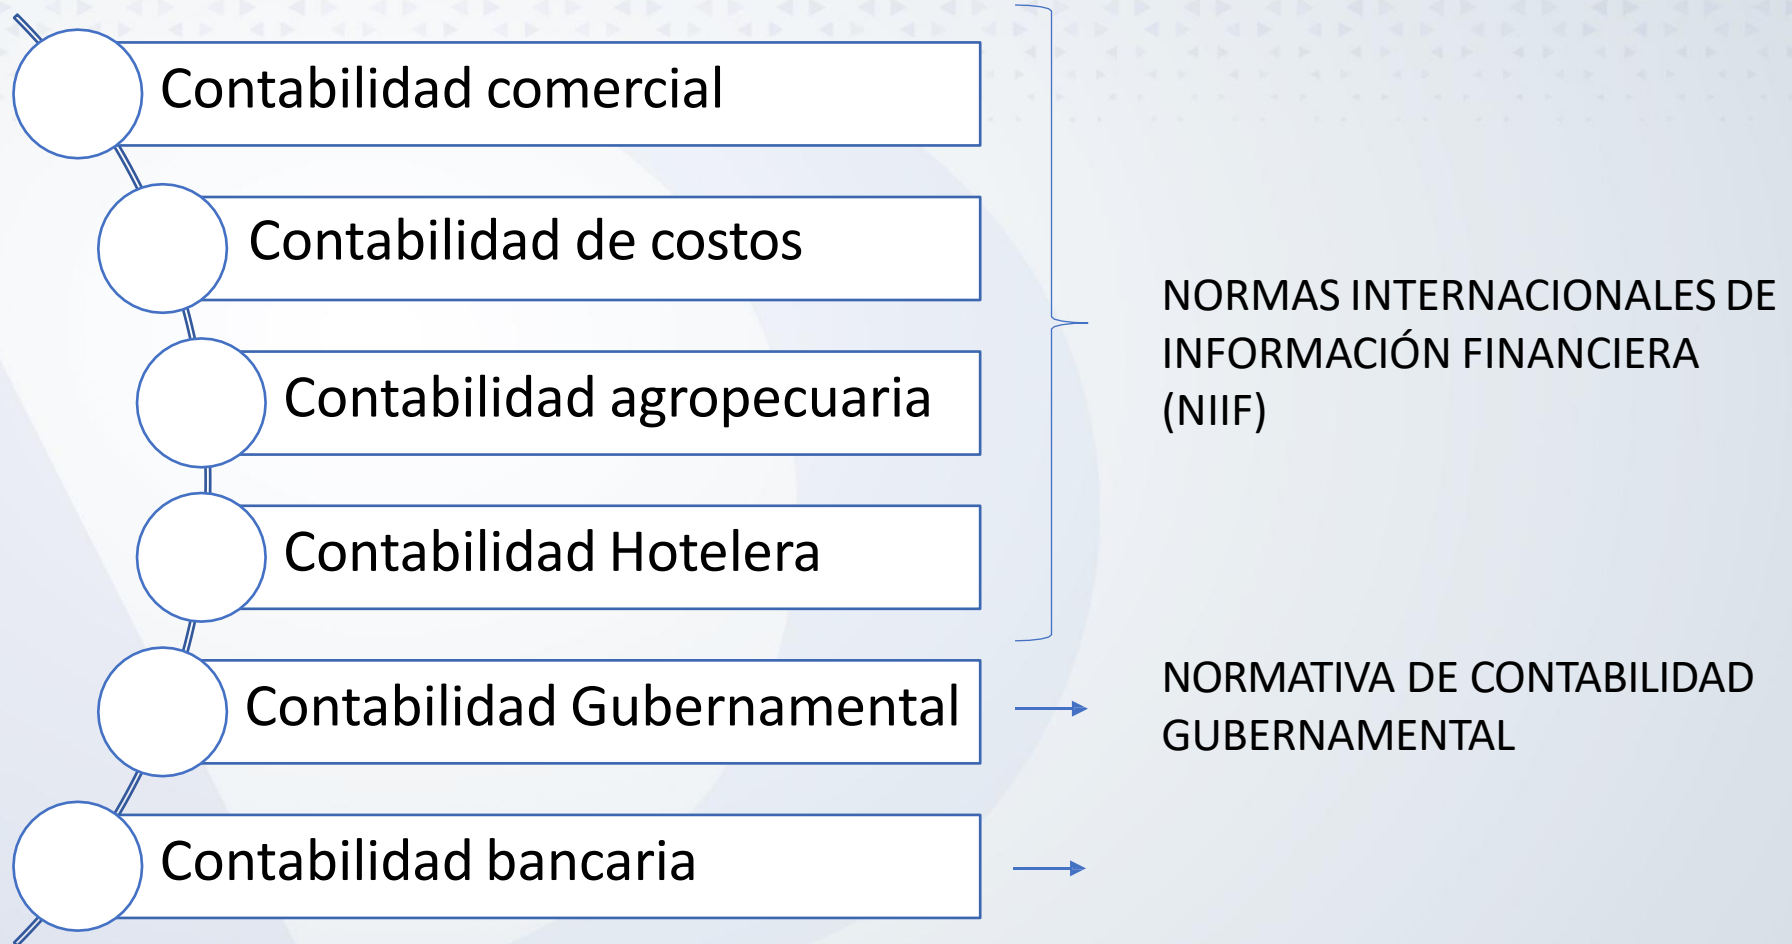 Contabilidad comercial
Contabilidad de costos
Contabilidad agropecuaria
Contabilidad Hotelera
Contabilidad Gubernamental
Contabilidad bancaria
NORMAS INTERNACIONALES DE
INFORMACIÓN FINANCIERA
(NIIF)
NORMATIVA DE CONTABILIDAD
GUBERNAMENTAL